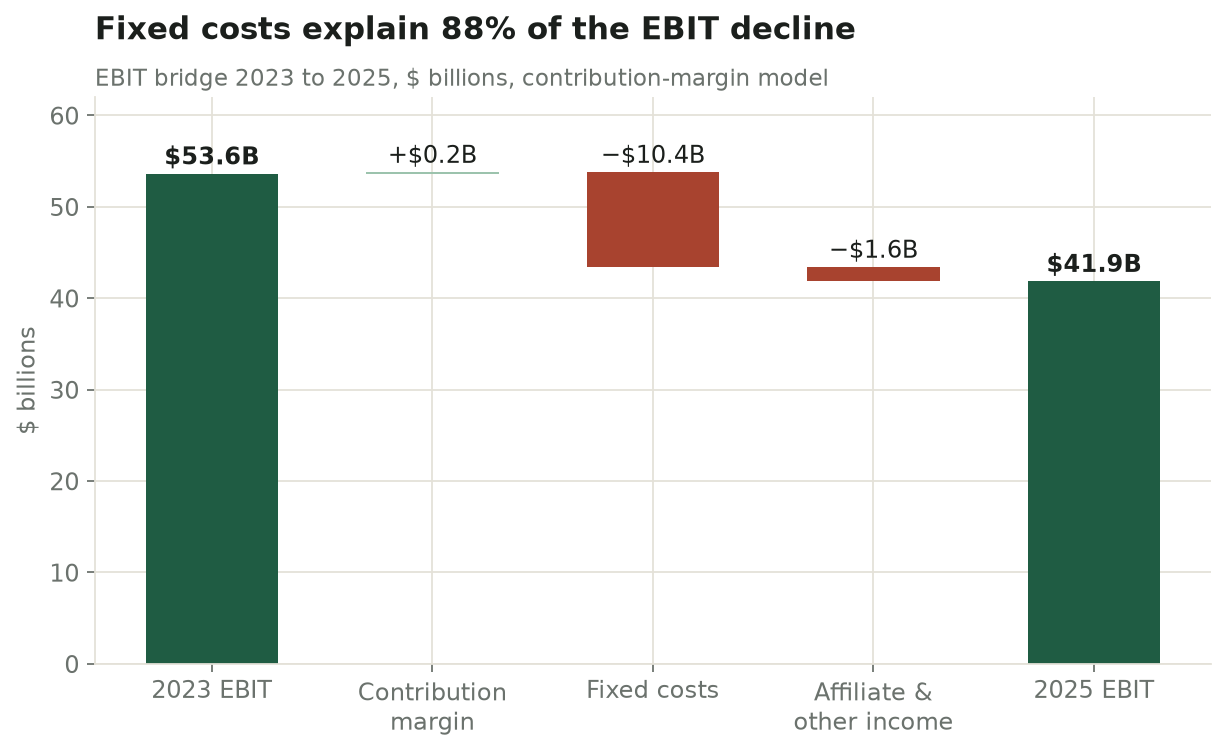 Fixed costs explain 88% of the EBIT decline
EBIT bridge 2023 to 2025, $ billions, contribution-margin model
$ billions
60
50
40
30
20
10
0
$53.6B
+$0.2B
−$10.4B
−$1.6B
$41.9B
2023 EBIT
Contribution
margin
Fixed costs
Affiliate &
other income
2025 EBIT